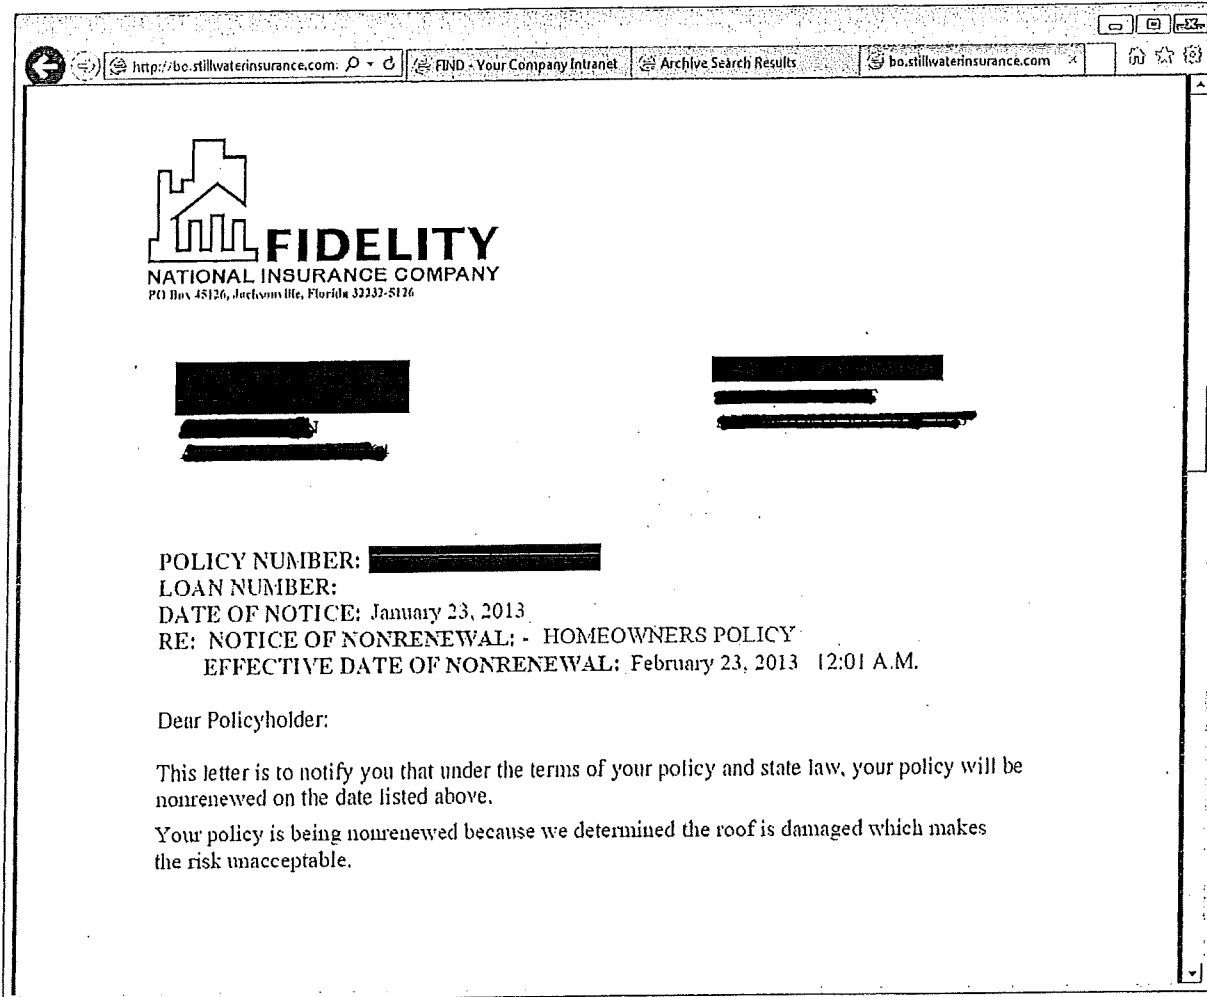 http://bo.stillwaterinsurance.com:
FIND - Your Company Intranet
Archive Search Results
bo.stillwaterinsurance.com
FIDELITY
NATIONAL INSURANCE COMPANY
PO Box 45126, Jacksonville, Florida 32232-5126
POLICY NUMBER:
LOAN NUMBER:
DATE OF NOTICE: January 23, 2013
RE: NOTICE OF NONRENEWAL: - HOMEOWNERS POLICY
EFFECTIVE DATE OF NONRENEWAL: February 23, 2013 12:01 A.M.
Dear Policyholder:
This letter is to notify you that under the terms of your policy and state law, your policy will be
nonrenewed on the date listed above.
Your policy is being nonrenewed because we determined the roof is damaged which makes
the risk unacceptable.